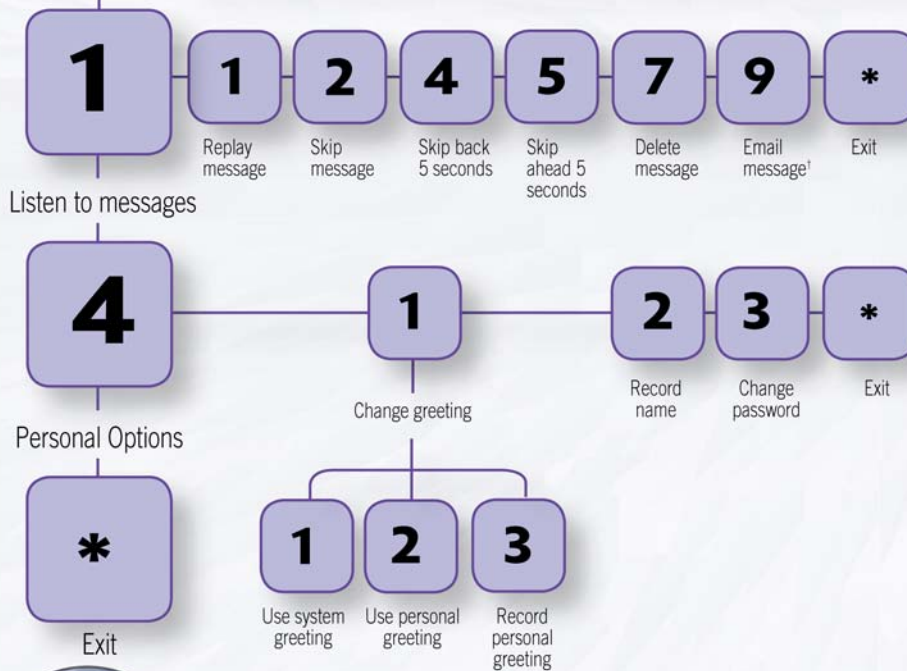 1
1 2 4 5 7 9 *
Replay
message
Skip
message
Skip back
5 seconds
Skip
ahead 5
seconds
Delete
message
Email
message†
Exit
Listen to messages
4
1 2 3 *
Change greeting
Record
name
Change
password
Exit
Personal Options
*
Exit
1 2 3
Use system
greeting
Use personal
greeting
Record
personal
greeting